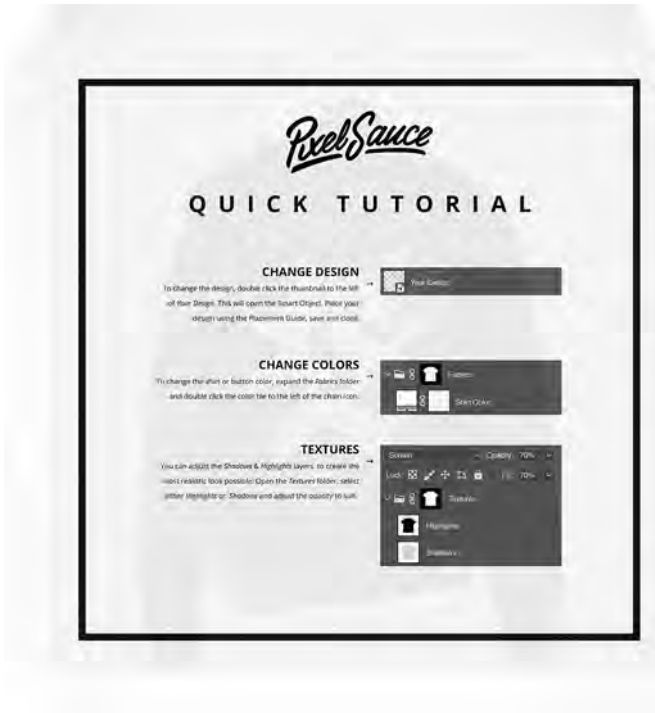 PixelSauce
QUICK TUTORIAL
CHANGE DESIGN
To change the design, double click the thumbnail to the left
of Your Design. This will open the Smart Object. Place your
design using the Placement Guide, save and close.
→
Your Design
CHANGE COLORS
To change the shirt or button color, expand the Fabrics folder
and double click the color tile to the left of the chain icon.
→
Fabrics
Shirt Color
TEXTURES
You can adjust the Shadows & Highlights layers, to create the
most realistic look possible. Open the Textures folder, select
either Highlights or Shadows and adjust the opacity to suit.
→
Screen Opacity: 70%
Lock: Fill: 70%
Textures
Highlights
Shadows